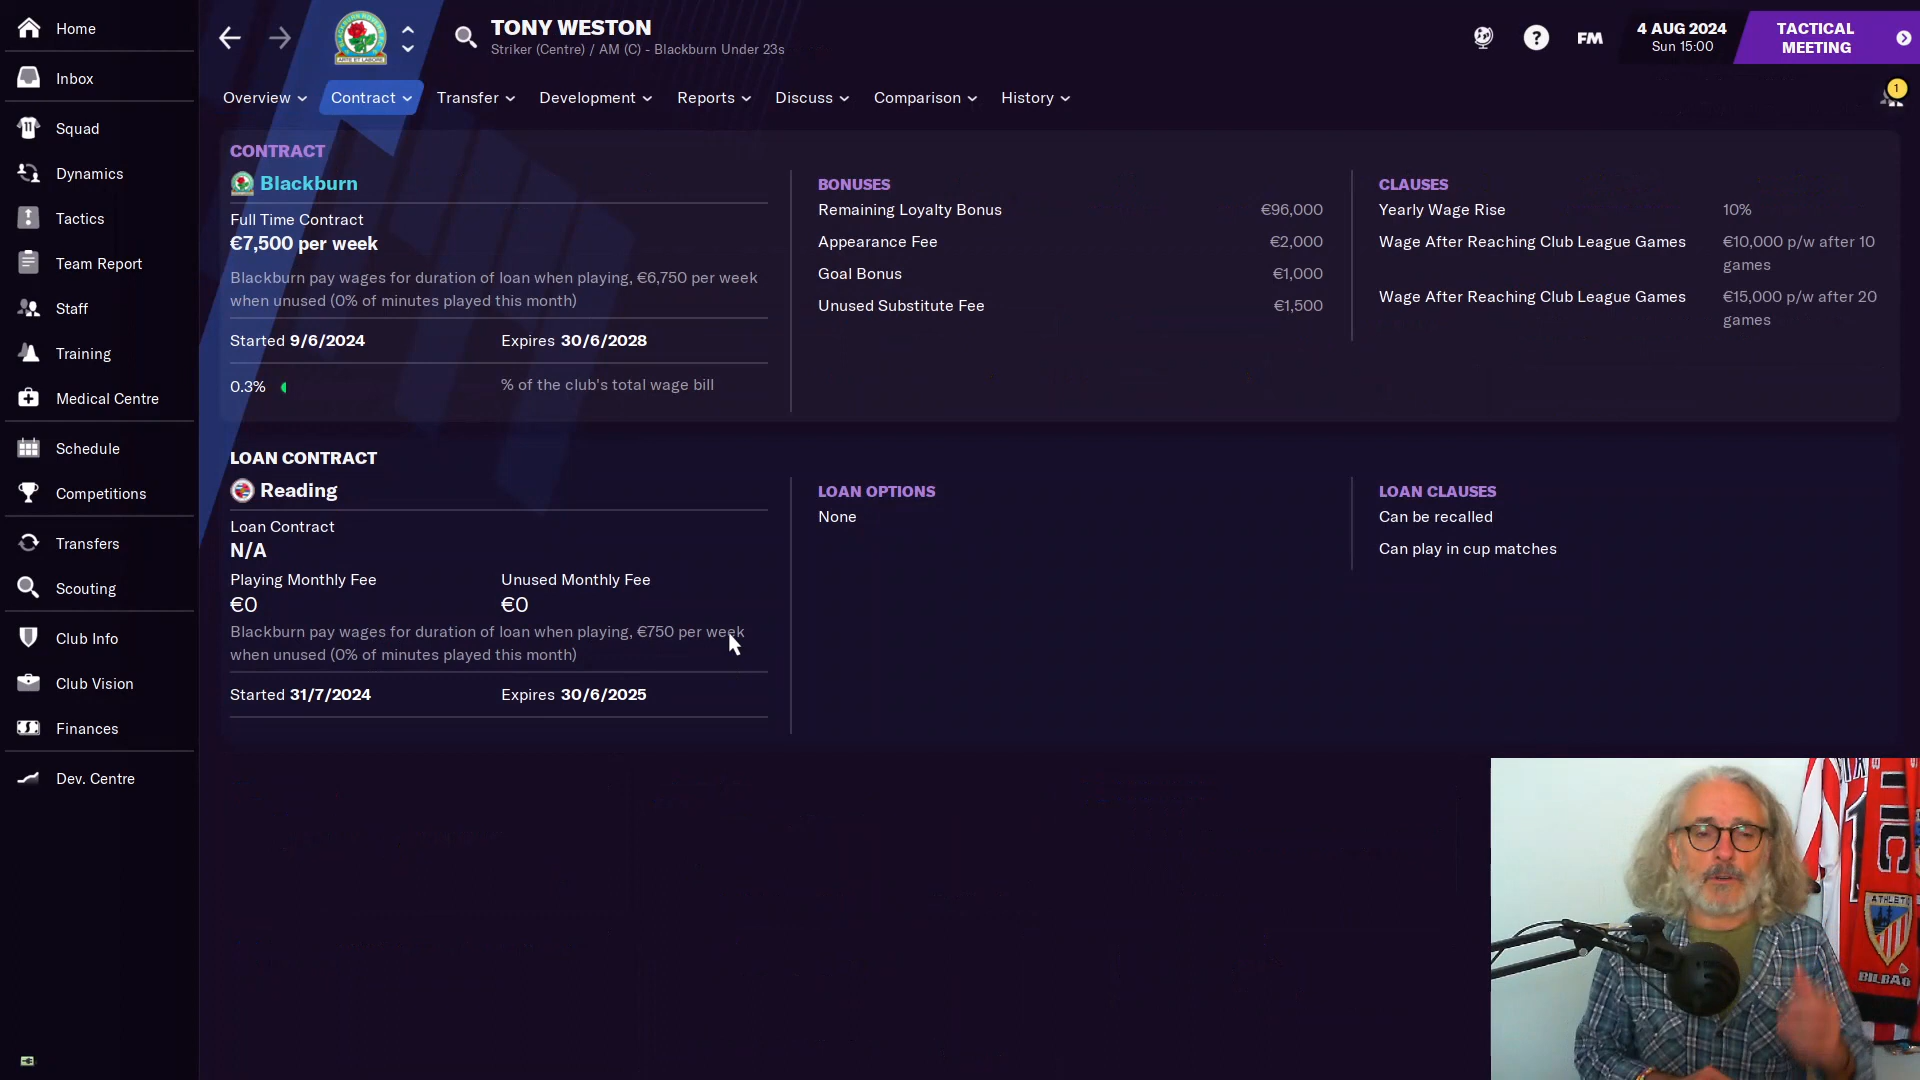 Home
Inbox
Squad
Dynamics
Tactics
Team Report
Staff
Training
Medical Centre
Schedule
Competitions
Transfers
Scouting
Club Info
Club Vision
Finances
Dev. Centre
TONY WESTON
Striker (Centre) / AM (C) - Blackburn Under 23s
FM
4 AUG 2024
Sun 15:00
TACTICAL
MEETING
Overview
Contract
Transfer
Development
Reports
Discuss
Comparison
History
1
CONTRACT
Blackburn
Full Time Contract
€7,500 per week
Blackburn pay wages for duration of loan when playing, €6,750 per week
when unused (0% of minutes played this month)
Started 9/6/2024
Expires 30/6/2028
0.3%
% of the club's total wage bill
BONUSES
Remaining Loyalty Bonus €96,000
Appearance Fee €2,000
Goal Bonus €1,000
Unused Substitute Fee €1,500
CLAUSES
Yearly Wage Rise 10%
Wage After Reaching Club League Games €10,000 p/w after 10
games
Wage After Reaching Club League Games €15,000 p/w after 20
games
LOAN CONTRACT
Reading
Loan Contract
N/A
Playing Monthly Fee
Unused Monthly Fee
€0
€0
Blackburn pay wages for duration of loan when playing, €750 per week
when unused (0% of minutes played this month)
Started 31/7/2024
Expires 30/6/2025
LOAN OPTIONS
None
LOAN CLAUSES
Can be recalled
Can play in cup matches
ATHLETIC
BILBAO